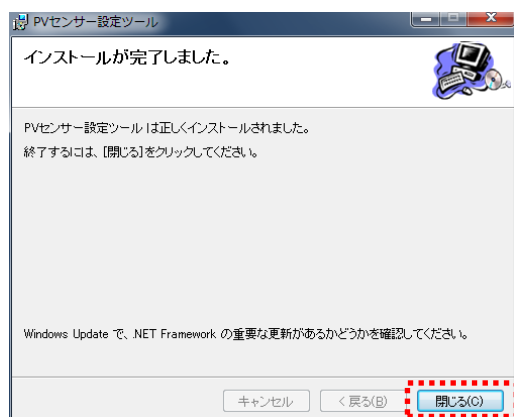 PVセンサー設定ツール
インストールが完了しました。
PVセンサー設定ツール は正しくインストールされました。
終了するには、[閉じる]をクリックしてください。
Windows Update で、.NET Framework の重要な更新があるかどうかを確認してください。
キャンセル
< 戻る(B)
閉じる(C)